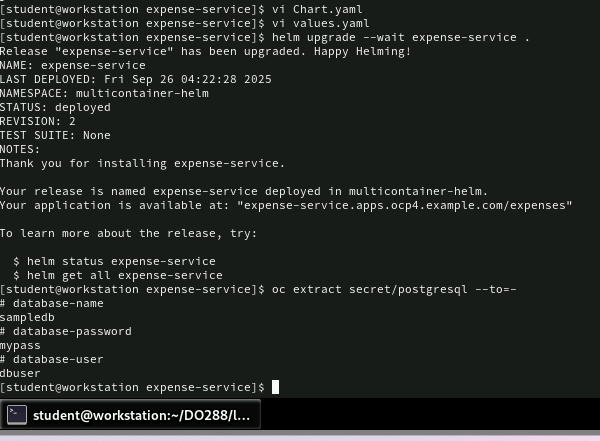 [student@workstation expense-service]$ vi Chart.yaml
[student@workstation expense-service]$ vi values.yaml
[student@workstation expense-service]$ helm upgrade --wait expense-service .
Release "expense-service" has been upgraded. Happy Helming!
NAME: expense-service
LAST DEPLOYED: Fri Sep 26 04:22:28 2025
NAMESPACE: multicontainer-helm
STATUS: deployed
REVISION: 2
TEST SUITE: None
NOTES:
Thank you for installing expense-service.

Your release is named expense-service deployed in multicontainer-helm.
Your application is available at: "expense-service.apps.ocp4.example.com/expenses"

To learn more about the release, try:

  $ helm status expense-service
  $ helm get all expense-service
[student@workstation expense-service]$ oc extract secret/postgresql --to=-
# database-name
sampledb
# database-password
mypass
# database-user
dbuser
[student@workstation expense-service]$
student@workstation:~/DO288/l...